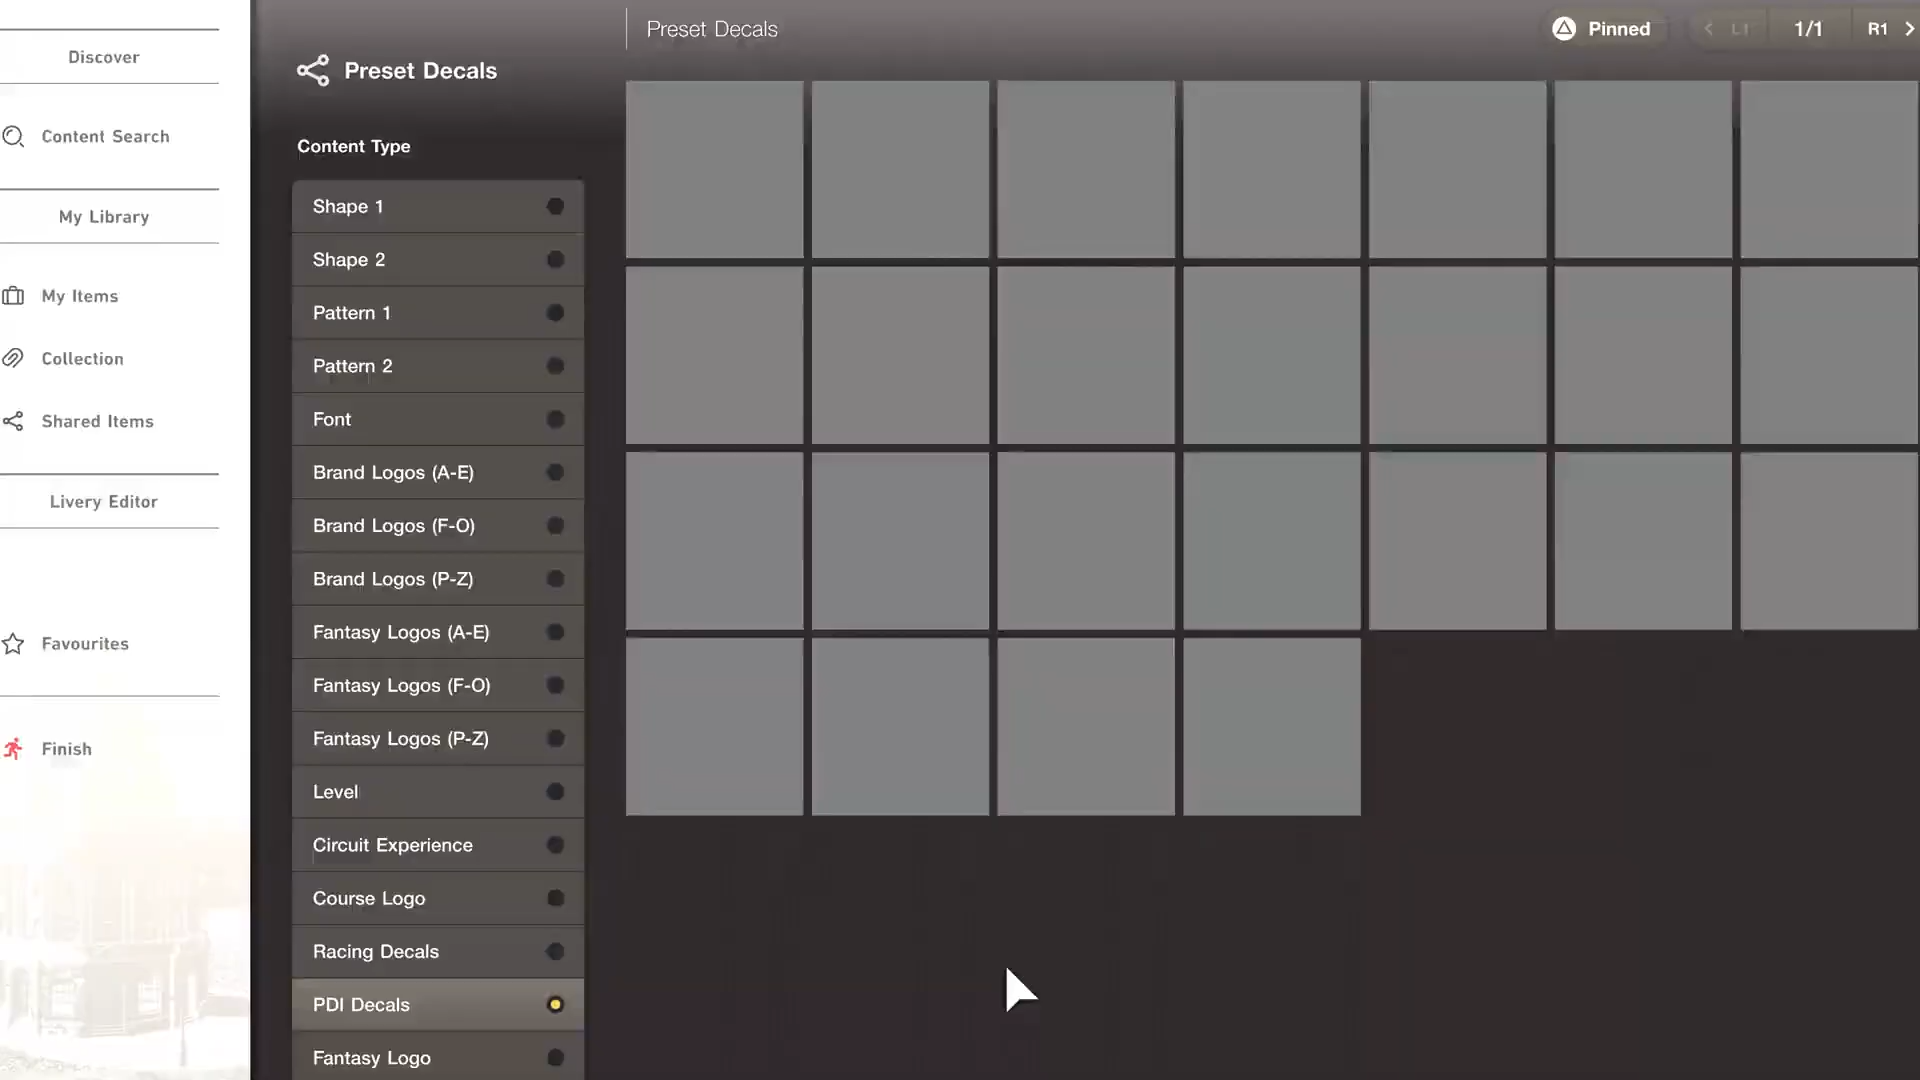 Discover
Content Search
My Library
My Items
Collection
Shared Items
Livery Editor
Favourites
Finish
Preset Decals
Content Type
Shape 1
Shape 2
Pattern 1
Pattern 2
Font
Brand Logos (A-E)
Brand Logos (F-O)
Brand Logos (P-Z)
Fantasy Logos (A-E)
Fantasy Logos (F-O)
Fantasy Logos (P-Z)
Level
Circuit Experience
Course Logo
Racing Decals
PDI Decals
Fantasy Logo
Preset Decals
Pinned
L1
1/1
R1